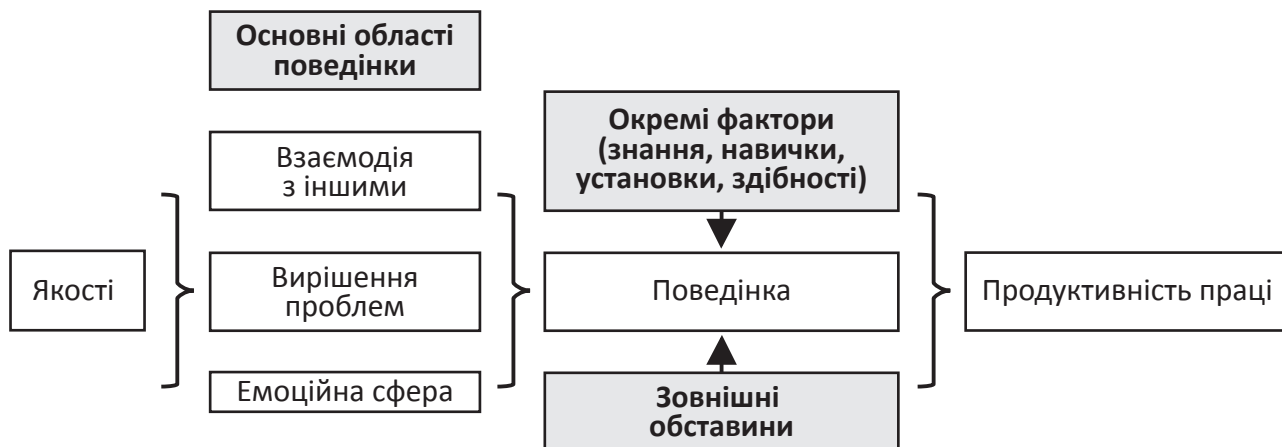 Основні області
поведінки
Взаємодія
з іншими
Вирішення
проблем
Емоційна сфера
Якості
Окремі фактори
(знання, навички,
установки, здібності)
Поведінка
Зовнішні
обставини
Продуктивність праці